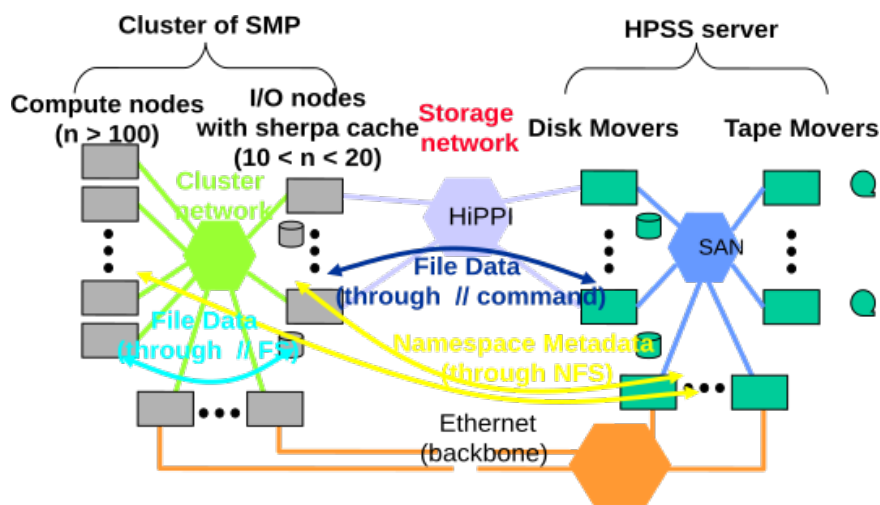 Cluster of SMP
HPSS server
Compute nodes
(n > 100)
I/O nodes
with sherpa cache
(10 < n < 20)
Storage
network
Disk Movers
Tape Movers
Cluster
network
HiPPI
SAN
File Data
(through // command)
File Data
(through // FS)
Namespace Metadata
(through NFS)
Ethernet
(backbone)